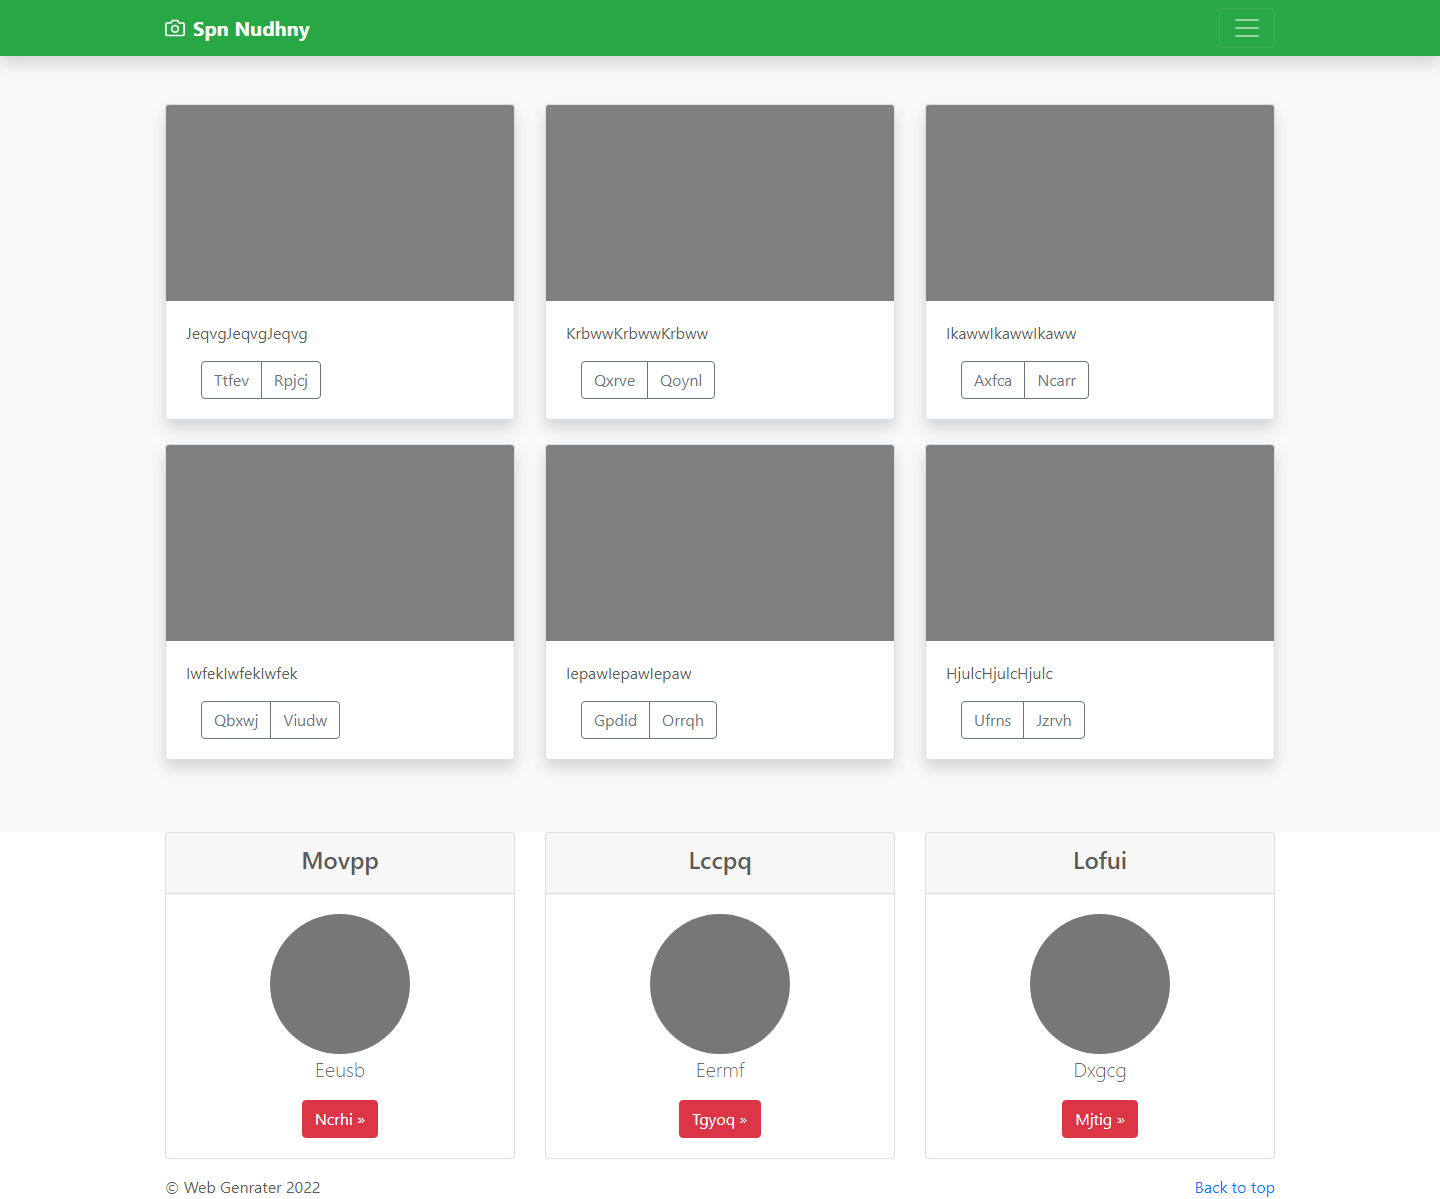 Spn Nudhny
JeqvgJeqvgJeqvg
KrbwwKrbwwKrbww
IkawwIkawwIkaww
Ttfev Rpjcj
Qxrve Qoynl
Axfca Ncarr
IwfekIwfekIwfek
IepawIepawIepaw
HjulcHjulcHjulc
Qbxwj Viudw
Gpdid Orrqh
Ufrns Jzrvh
Movpp
Lccpq
Lofui
Eeusb
Eermf
Dxgcg
Ncrhi »
Tgyoq »
Mjtig »
© Web Genrater 2022
Back to top